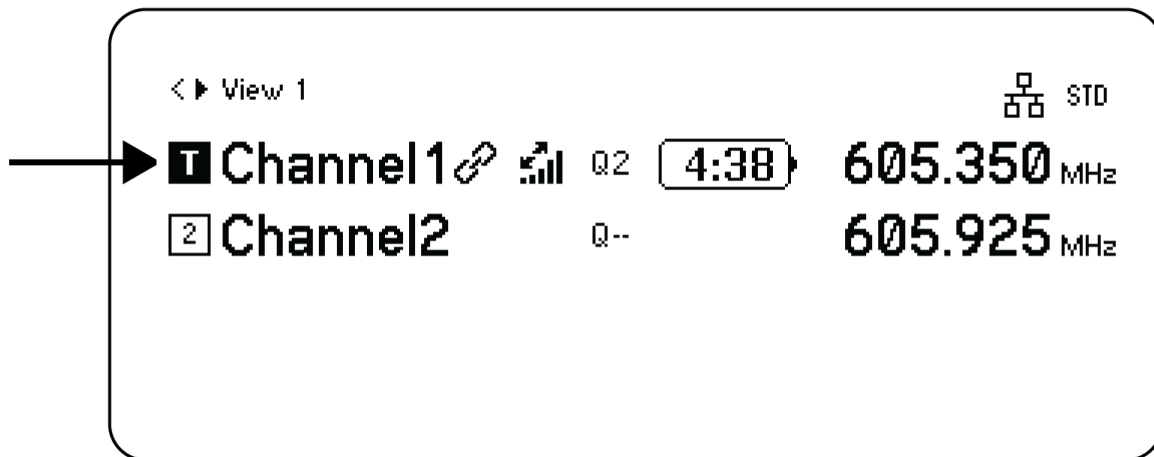 View 1 STD
T Channel1 Q2 4:38 605.350 MHz
2 Channel2 Q-- 605.925 MHz